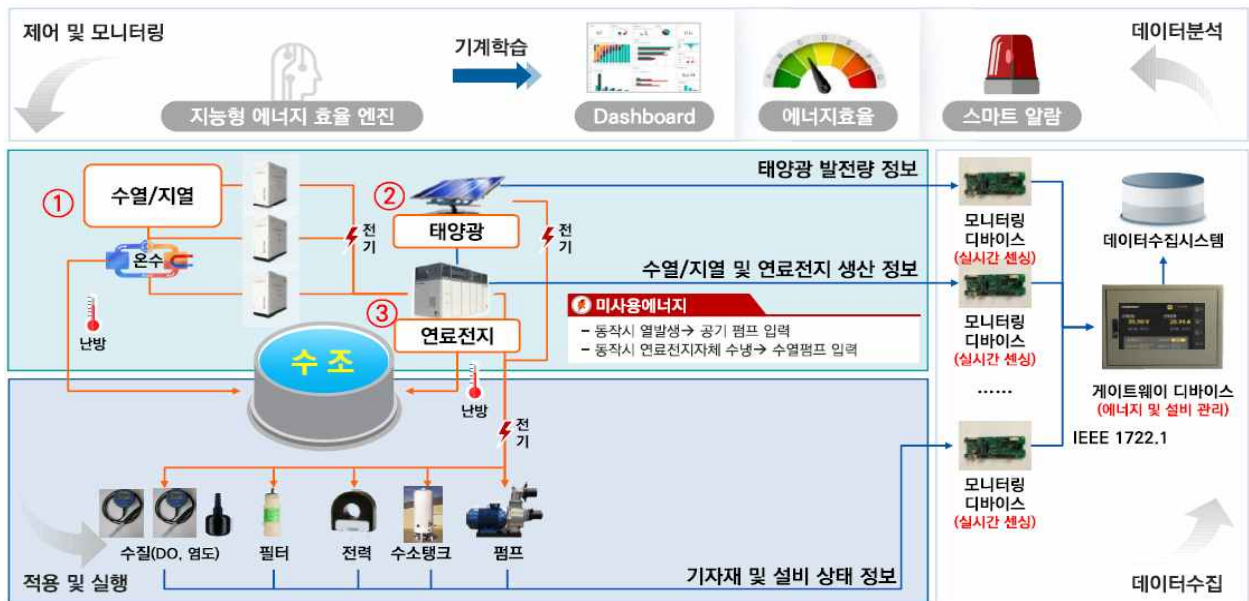 제어 및 모니터링
기계학습
데이터분석
지능형 에너지 효율 엔진
Dashboard
에너지효율
스마트 알람
①
수열/지열
온수
난방
전
기
②
태양광
전
기
태양광 발전량 정보
수열/지열 및 연료전지 생산 정보
③
연료전지
미사용에너지
– 동작시 열발생→ 공기 펌프 입력
– 동작시 연료전지자체 수냉→ 수열펌프 입력
수 조
난방
전
기
수질(DO, 염도)
필터
전력
수소탱크
펌프
적용 및 실행
기자재 및 설비 상태 정보
모니터링
디바이스
(실시간 센싱)
모니터링
디바이스
(실시간 센싱)
……
모니터링
디바이스
(실시간 센싱)
데이터수집시스템
게이트웨이 디바이스
(에너지 및 설비 관리)
IEEE 1722.1
데이터수집